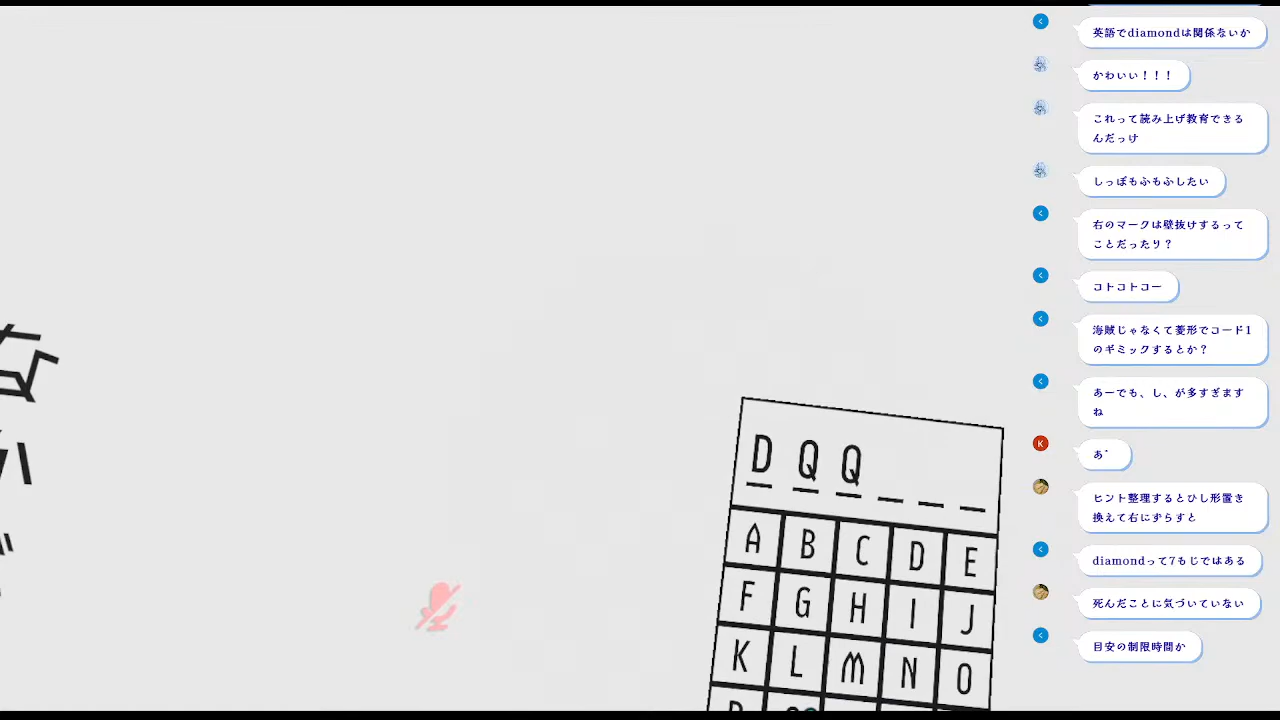 英語でdiamondは関係ないか
かわいい！！！
これって読み上げ教育できる
んだっけ
しっぽもふもふしたい
右のマークは壁抜けするって
ことだったり？
コトコトコー
海賊じゃなくて菱形でコード1
のギミックするとか？
あーでも、し、が多すぎます
ね
K
あ゛
ヒント整理するとひし形置き
換えて右にずらすと
diamondって7もじではある
死んだことに気づいていない
目安の制限時間か
な
D Q Q _ _ _
A B C D E
F G H I J
K L M N O